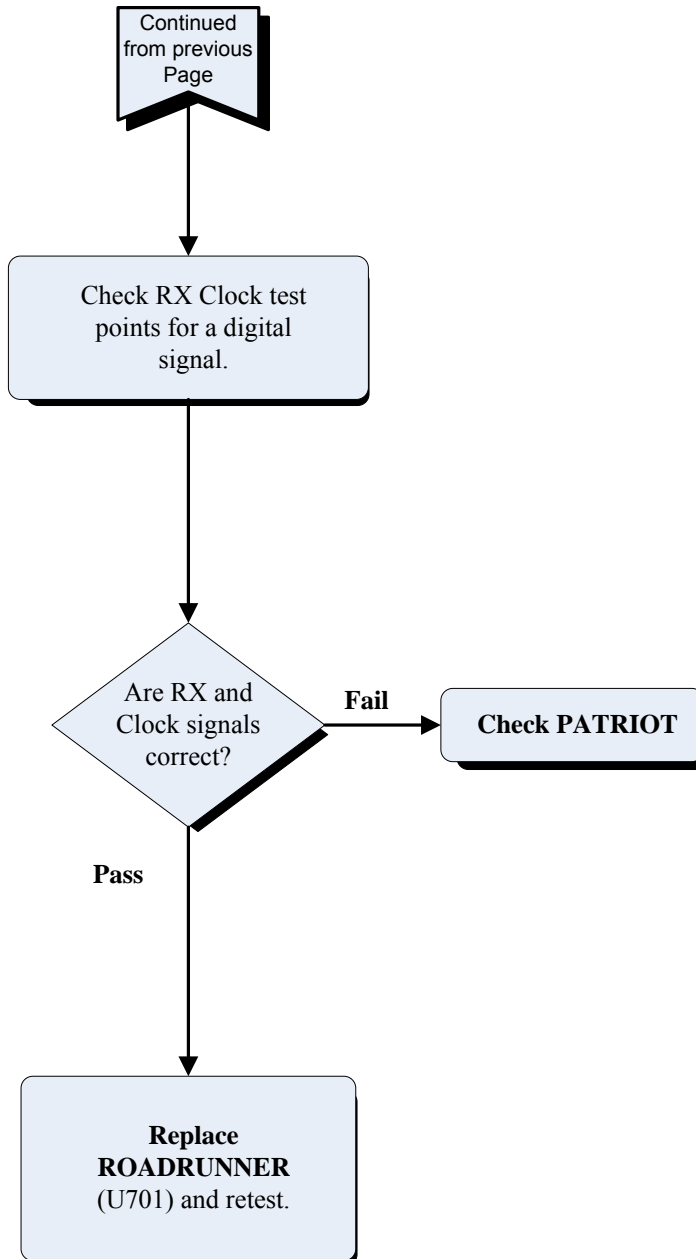 Continued
from previous
Page
Check RX Clock test
points for a digital
signal.
Are RX and
Clock signals
correct?
Fail
Check PATRIOT
Pass
Replace
ROADRUNNER
(U701) and retest.